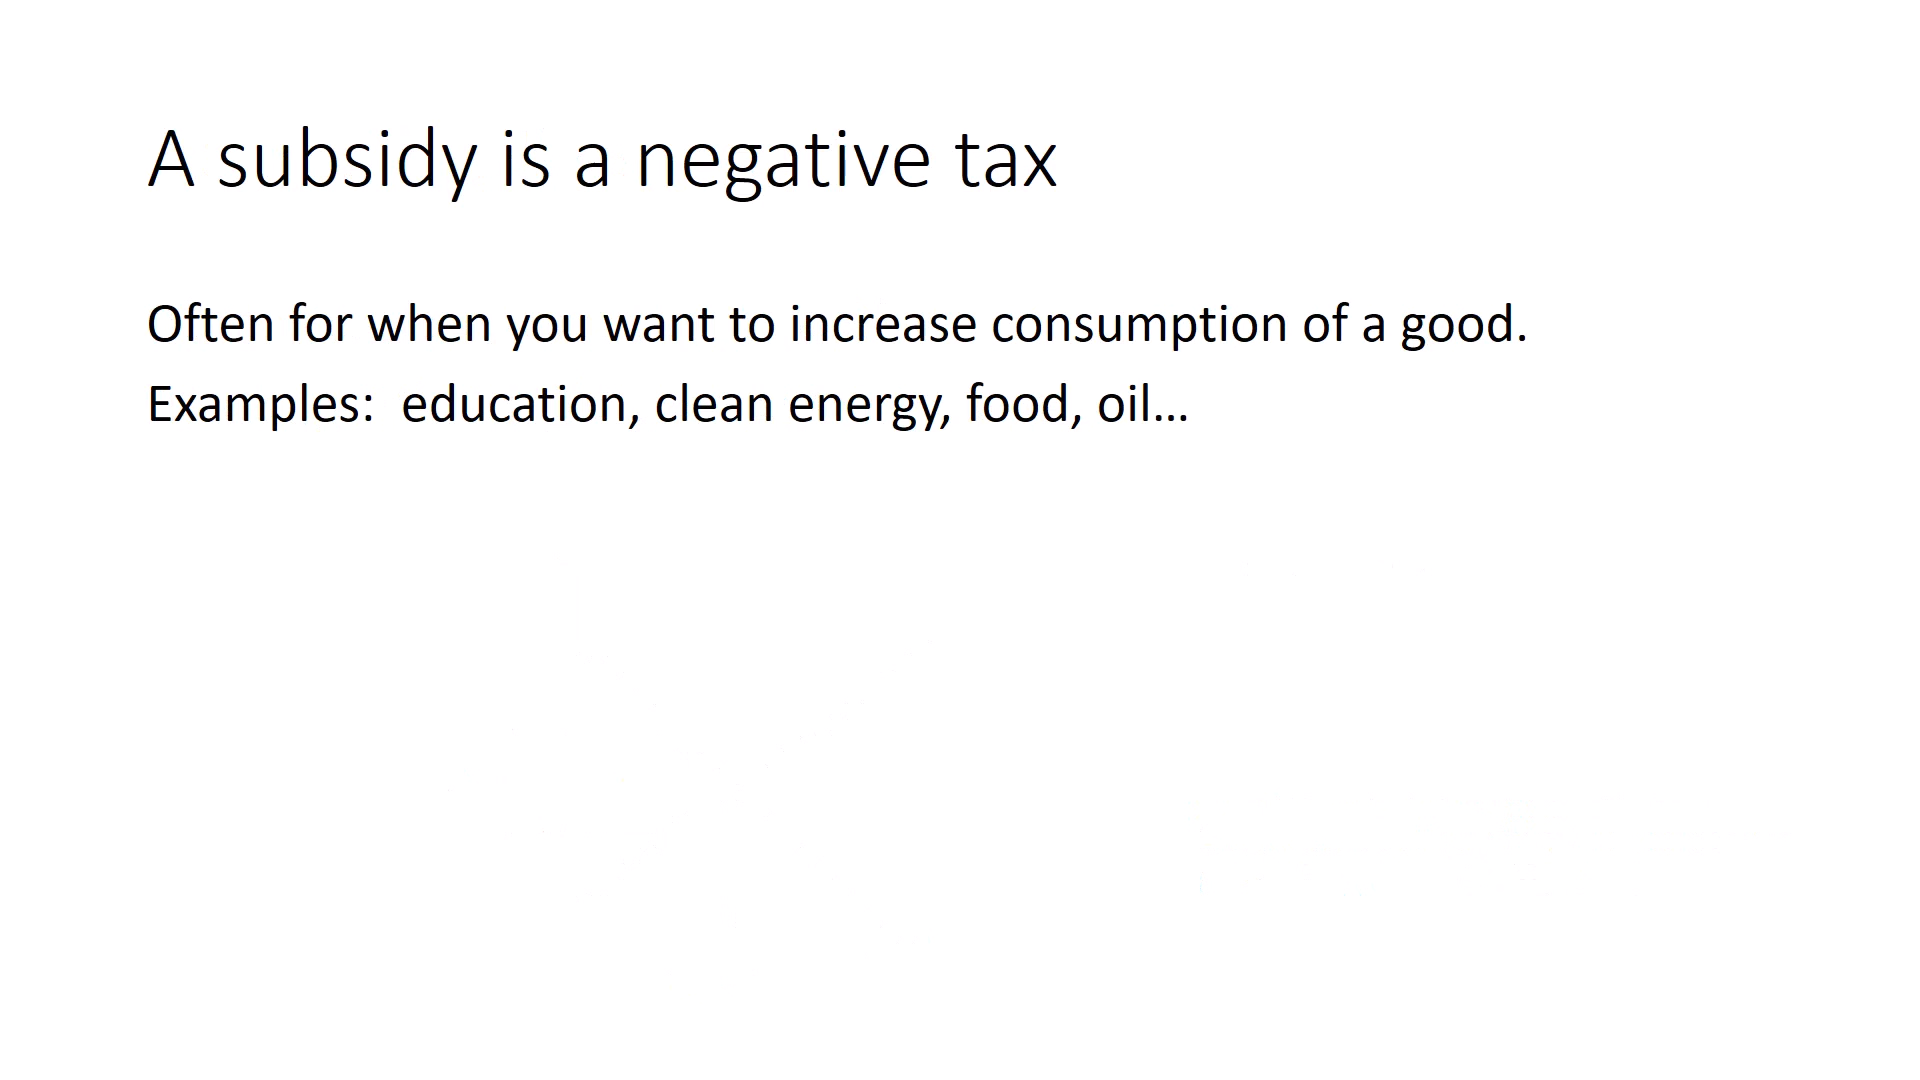 A subsidy is a negative tax
Often for when you want to increase consumption of a good.
Examples:  education, clean energy, food, oil…